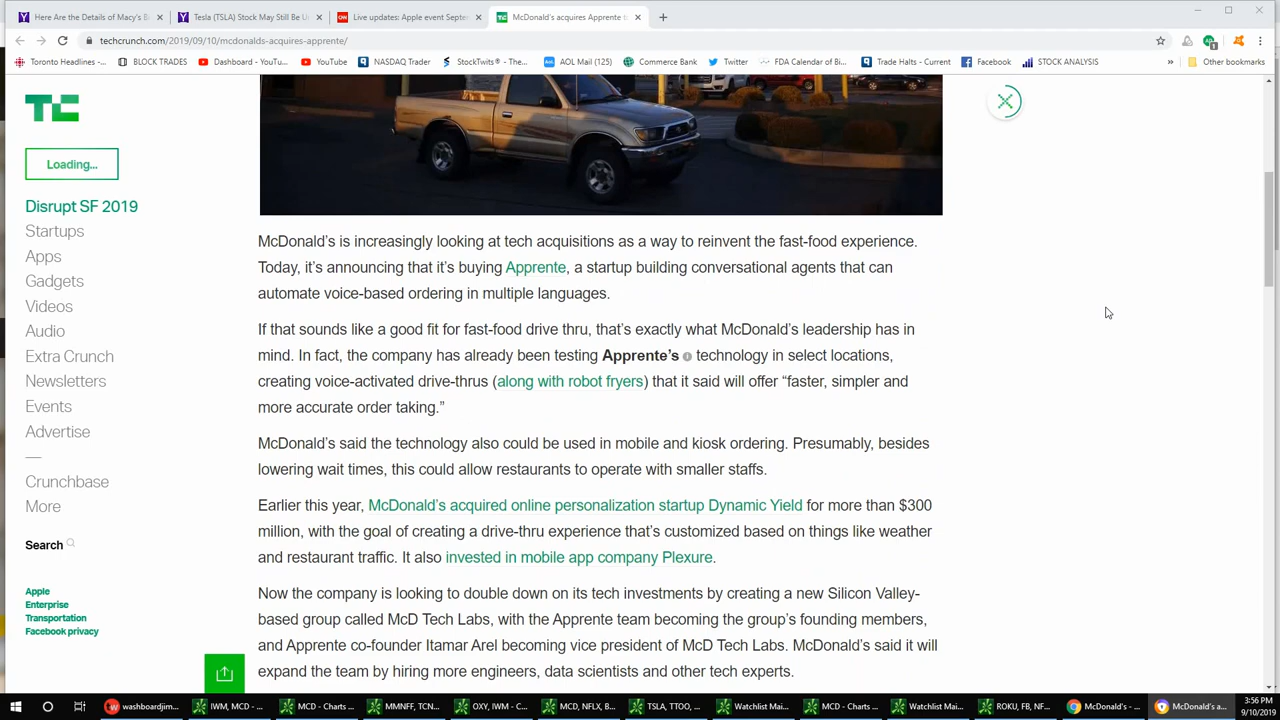 Here Are the Details of Macy's B
Tesla (TSLA) Stock May Still Be U
Live updates: Apple event Septe
McDonald's acquires Apprente t
techcrunch.com/2019/09/10/mcdonalds-acquires-apprente/
Toronto Headlines -...
BLOCK TRADES
Dashboard - YouTu...
YouTube
NASDAQ Trader
StockTwits® - The...
AOL Mail (125)
Commerce Bank
Twitter
FDA Calendar of Bi...
Trade Halts - Current
Facebook
STOCK ANALYSIS
»
Other bookmarks
TC
Loading...
Disrupt SF 2019
Startups
Apps
Gadgets
Videos
Audio
Extra Crunch
Newsletters
Events
Advertise
—
Crunchbase
More
Search
Apple
Enterprise
Transportation
Facebook privacy
McDonald's is increasingly looking at tech acquisitions as a way to reinvent the fast-food experience.
Today, it's announcing that it's buying Apprente, a startup building conversational agents that can
automate voice-based ordering in multiple languages.
If that sounds like a good fit for fast-food drive thru, that's exactly what McDonald's leadership has in
mind. In fact, the company has already been testing Apprente's technology in select locations,
creating voice-activated drive-thrus (along with robot fryers) that it said will offer “faster, simpler and
more accurate order taking.”
McDonald's said the technology also could be used in mobile and kiosk ordering. Presumably, besides
lowering wait times, this could allow restaurants to operate with smaller staffs.
Earlier this year, McDonald's acquired online personalization startup Dynamic Yield for more than $300
million, with the goal of creating a drive-thru experience that's customized based on things like weather
and restaurant traffic. It also invested in mobile app company Plexure.
Now the company is looking to double down on its tech investments by creating a new Silicon Valley-
based group called McD Tech Labs, with the Apprente team becoming the group's founding members,
and Apprente co-founder Itamar Arel becoming vice president of McD Tech Labs. McDonald's said it will
expand the team by hiring more engineers, data scientists and other tech experts.
washboardjim...
IWM, MCD - ...
MCD - Charts ...
MMNFF, TCN...
OXY, IWM - C...
MCD, NFLX, B...
TSLA, TTOO, ...
Watchlist Mai...
MCD - Charts ...
Watchlist Mai...
ROKU, FB, NF...
McDonald's - ...
McDonald's a...
3:56 PM
9/10/2019